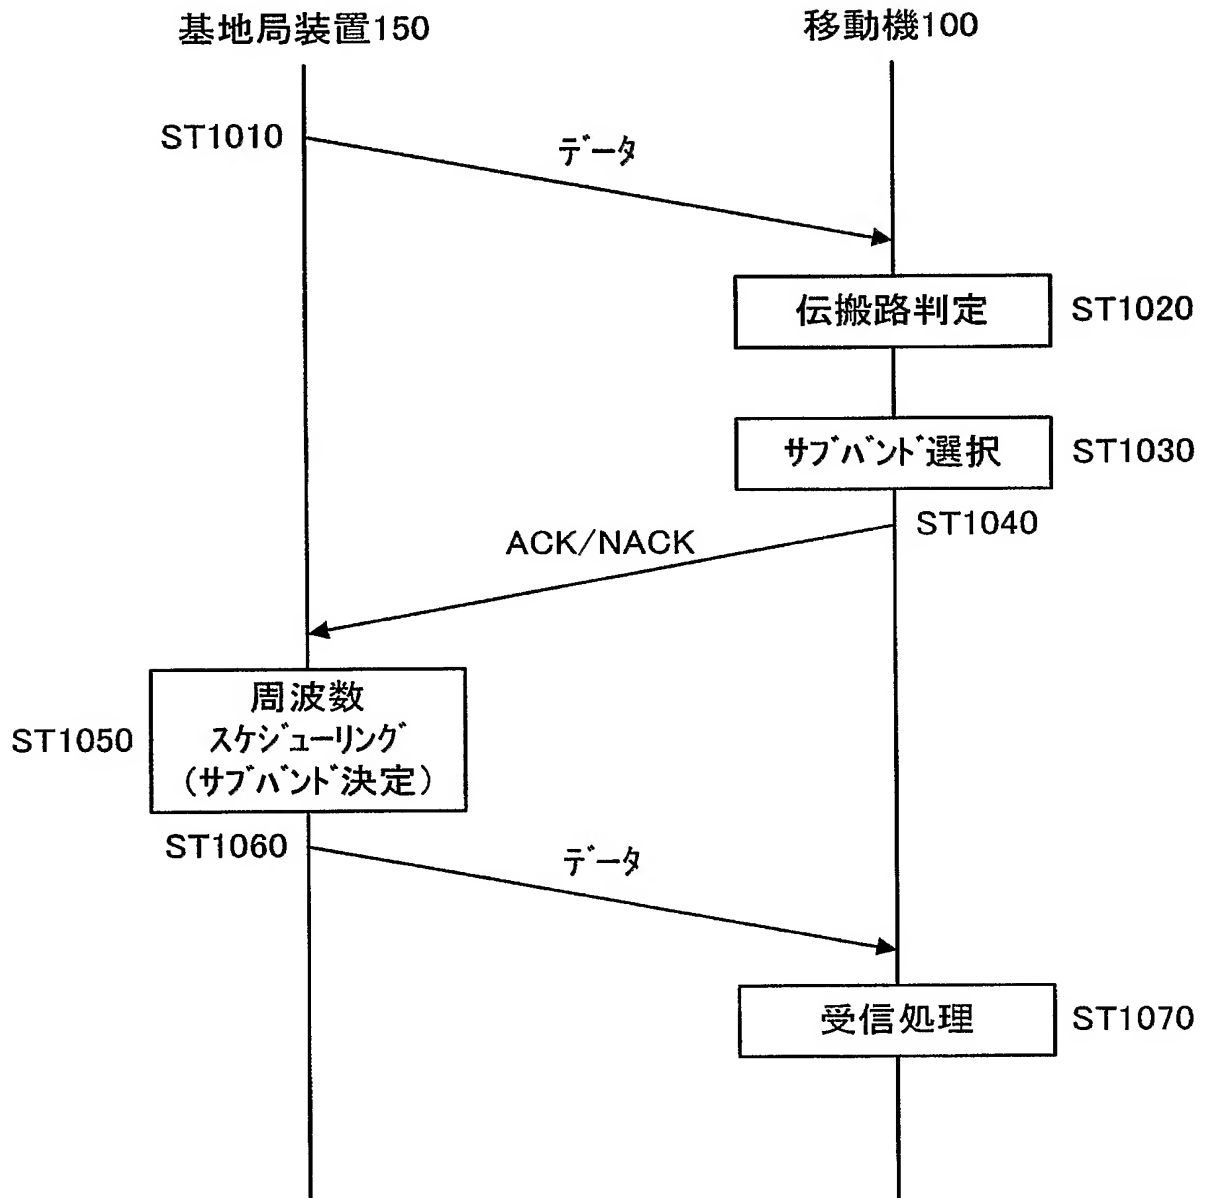 基地局装置150
移動機100
ST1010
データ
伝搬路判定
ST1020
サブバンド選択
ST1030
ST1040
ACK/NACK
周波数
スケジューリング
(サブバンド決定)
ST1050
ST1060
データ
受信処理
ST1070